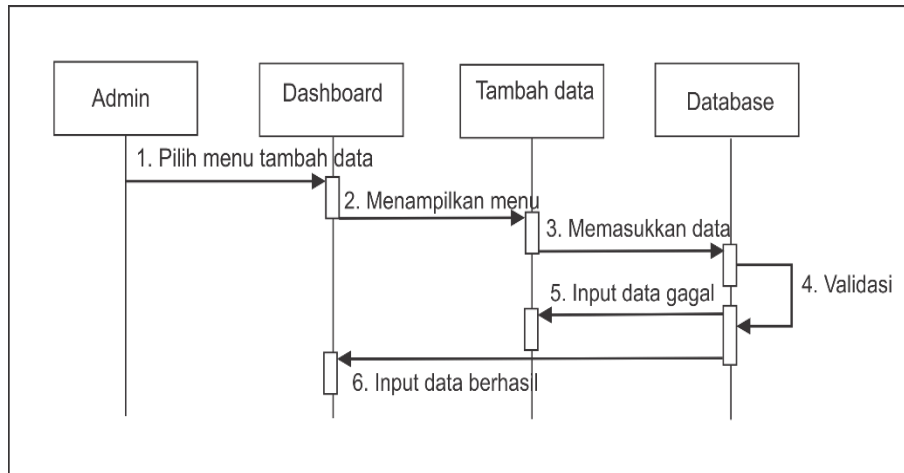 Admin
Dashboard
Tambah data
Database
1. Pilih menu tambah data
2. Menampilkan menu
3. Memasukkan data
4. Validasi
5. Input data gagal
6. Input data berhasil